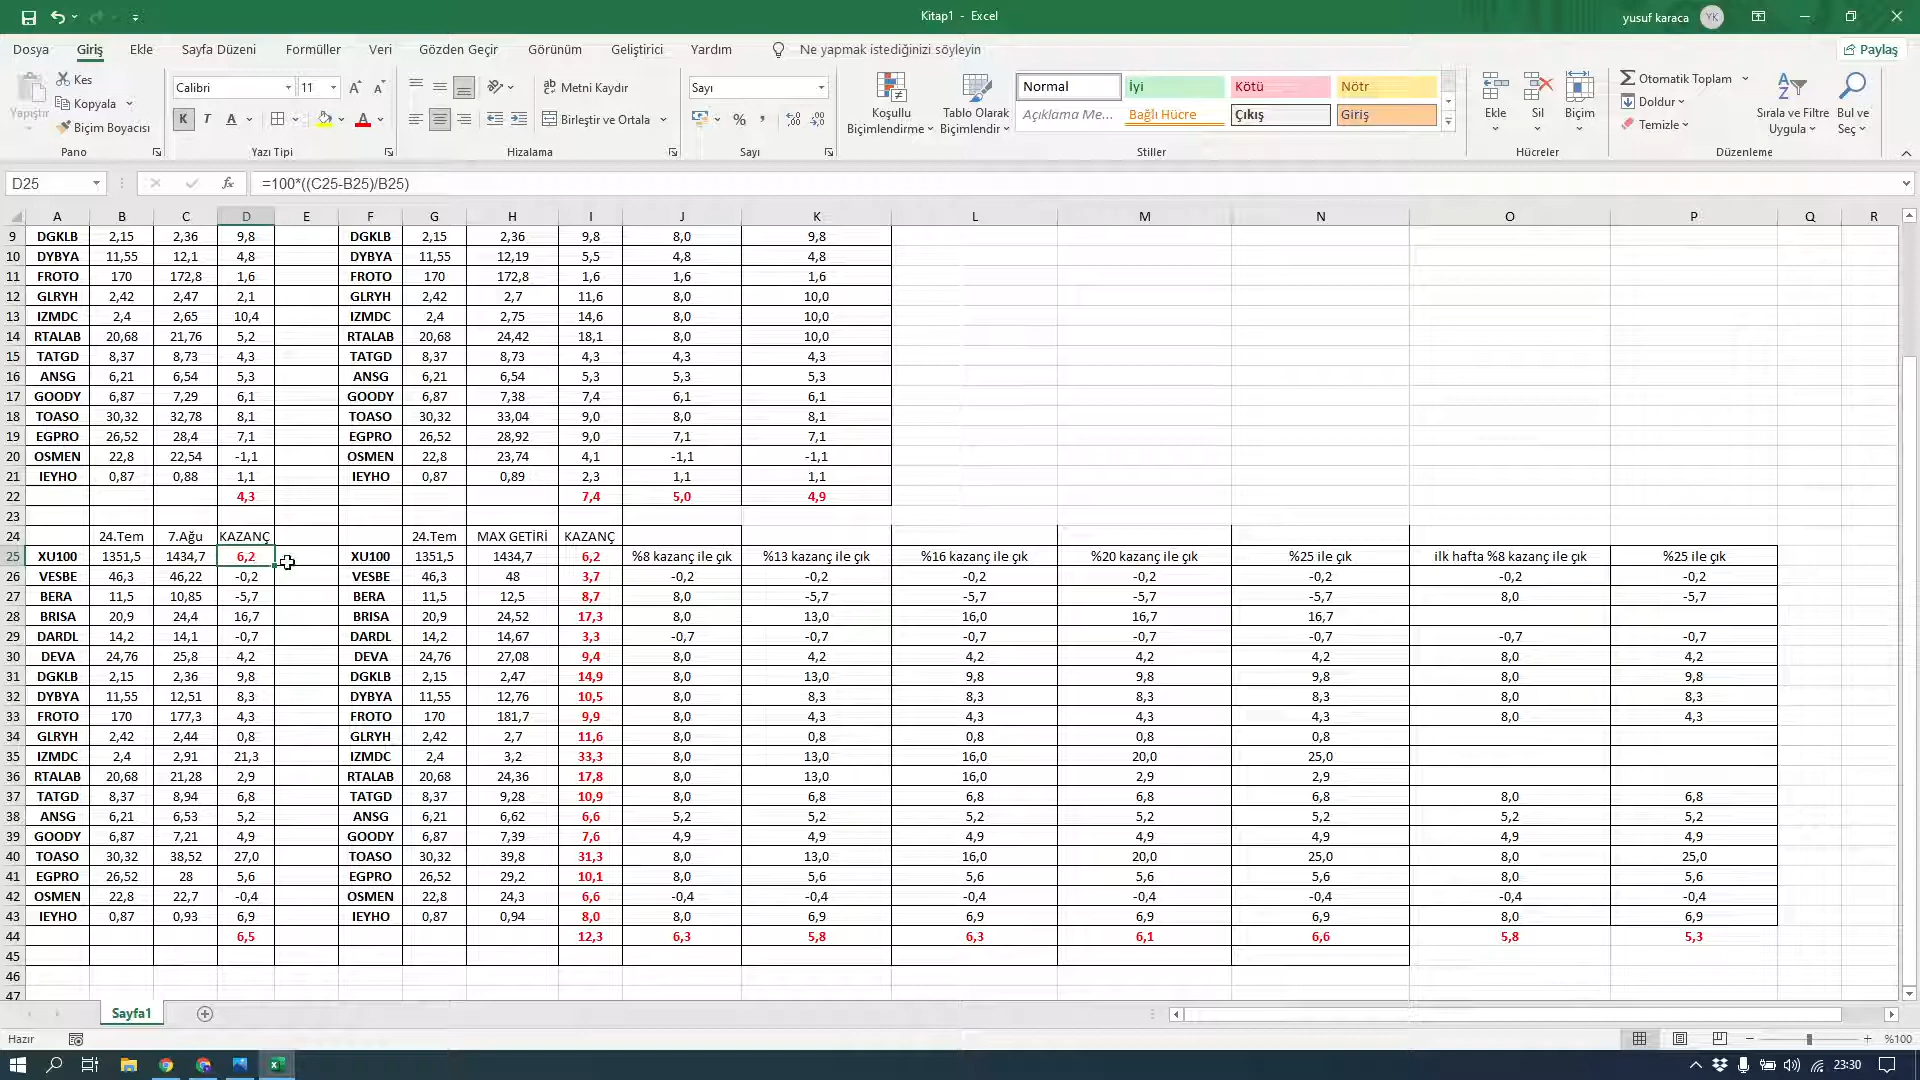 Kitap1 - Excel
yusuf karaca YK
Dosya Giriş Ekle Sayfa Düzeni Formüller Veri Gözden Geçir Görünüm Geliştirici Yardım Ne yapmak istediğinizi söyleyin Paylaş
Yapıştır Kes Kopyala Biçim Boyacısı Pano
Calibri 11 K T A Yazı Tipi
Metni Kaydır Birleştir ve Ortala Hizalama
Sayı % Sayı
Koşullu Biçimlendirme Tablo Olarak Biçimlendir
Normal İyi Kötü Nötr
Açıklama Me... Bağlı Hücre Çıkış Giriş
Stiller
Ekle Sil Biçim Hücreler
Otomatik Toplam Doldur Temizle Sırala ve Filtre Uygula Bul ve Seç Düzenleme
D25 fx =100*((C25-B25)/B25)
A B C D E F G H I J K L M N O P Q R
9 DGKLB 2,15 2,36 9,8 DGKLB 2,15 2,36 9,8 8,0 9,8
10 DYBYA 11,55 12,1 4,8 DYBYA 11,55 12,19 5,5 4,8 4,8
11 FROTO 170 172,8 1,6 FROTO 170 172,8 1,6 1,6 1,6
12 GLRYH 2,42 2,47 2,1 GLRYH 2,42 2,7 11,6 8,0 10,0
13 IZMDC 2,4 2,65 10,4 IZMDC 2,4 2,75 14,6 8,0 10,0
14 RTALAB 20,68 21,76 5,2 RTALAB 20,68 24,42 18,1 8,0 10,0
15 TATGD 8,37 8,73 4,3 TATGD 8,37 8,73 4,3 4,3 4,3
16 ANSG 6,21 6,54 5,3 ANSG 6,21 6,54 5,3 5,3 5,3
17 GOODY 6,87 7,29 6,1 GOODY 6,87 7,38 7,4 6,1 6,1
18 TOASO 30,32 32,78 8,1 TOASO 30,32 33,04 9,0 8,0 8,1
19 EGPRO 26,52 28,4 7,1 EGPRO 26,52 28,92 9,0 7,1 7,1
20 OSMEN 22,8 22,54 -1,1 OSMEN 22,8 23,74 4,1 -1,1 -1,1
21 IEYHO 0,87 0,88 1,1 IEYHO 0,87 0,89 2,3 1,1 1,1
22 4,3 7,4 5,0 4,9
23
24 24.Tem 7.Ağu KAZANÇ 24.Tem MAX GETİRİ KAZANÇ
25 XU100 1351,5 1434,7 6,2 XU100 1351,5 1434,7 6,2 %8 kazanç ile çık %13 kazanç ile çık %16 kazanç ile çık %20 kazanç ile çık %25 ile çık ilk hafta %8 kazanç ile çık %25 ile çık
26 VESBE 46,3 46,22 -0,2 VESBE 46,3 48 3,7 -0,2 -0,2 -0,2 -0,2 -0,2 -0,2 -0,2
27 BERA 11,5 10,85 -5,7 BERA 11,5 12,5 8,7 8,0 -5,7 -5,7 -5,7 -5,7 8,0 -5,7
28 BRISA 20,9 24,4 16,7 BRISA 20,9 24,52 17,3 8,0 13,0 16,0 16,7 16,7
29 DARDL 14,2 14,1 -0,7 DARDL 14,2 14,67 3,3 -0,7 -0,7 -0,7 -0,7 -0,7 -0,7 -0,7
30 DEVA 24,76 25,8 4,2 DEVA 24,76 27,08 9,4 8,0 4,2 4,2 4,2 4,2 8,0 4,2
31 DGKLB 2,15 2,36 9,8 DGKLB 2,15 2,47 14,9 8,0 13,0 9,8 9,8 9,8 8,0 9,8
32 DYBYA 11,55 12,51 8,3 DYBYA 11,55 12,76 10,5 8,0 8,3 8,3 8,3 8,3 8,0 8,3
33 FROTO 170 177,3 4,3 FROTO 170 181,7 9,9 8,0 4,3 4,3 4,3 4,3 8,0 4,3
34 GLRYH 2,42 2,44 0,8 GLRYH 2,42 2,7 11,6 8,0 0,8 0,8 0,8 0,8
35 IZMDC 2,4 2,91 21,3 IZMDC 2,4 3,2 33,3 8,0 13,0 16,0 20,0 25,0
36 RTALAB 20,68 21,28 2,9 RTALAB 20,68 24,36 17,8 8,0 13,0 16,0 2,9 2,9
37 TATGD 8,37 8,94 6,8 TATGD 8,37 9,28 10,9 8,0 6,8 6,8 6,8 6,8 8,0 6,8
38 ANSG 6,21 6,53 5,2 ANSG 6,21 6,62 6,6 5,2 5,2 5,2 5,2 5,2 5,2 5,2
39 GOODY 6,87 7,21 4,9 GOODY 6,87 7,39 7,6 4,9 4,9 4,9 4,9 4,9 4,9 4,9
40 TOASO 30,32 38,52 27,0 TOASO 30,32 39,8 31,3 8,0 13,0 16,0 20,0 25,0 8,0 25,0
41 EGPRO 26,52 28 5,6 EGPRO 26,52 29,2 10,1 8,0 5,6 5,6 5,6 5,6 8,0 5,6
42 OSMEN 22,8 22,7 -0,4 OSMEN 22,8 24,3 6,6 -0,4 -0,4 -0,4 -0,4 -0,4 -0,4 -0,4
43 IEYHO 0,87 0,93 6,9 IEYHO 0,87 0,94 8,0 8,0 6,9 6,9 6,9 6,9 8,0 6,9
44 6,5 12,3 6,3 5,8 6,3 6,1 6,6 5,8 5,3
45
46
47
Sayfa1
Hazır %100
23:30